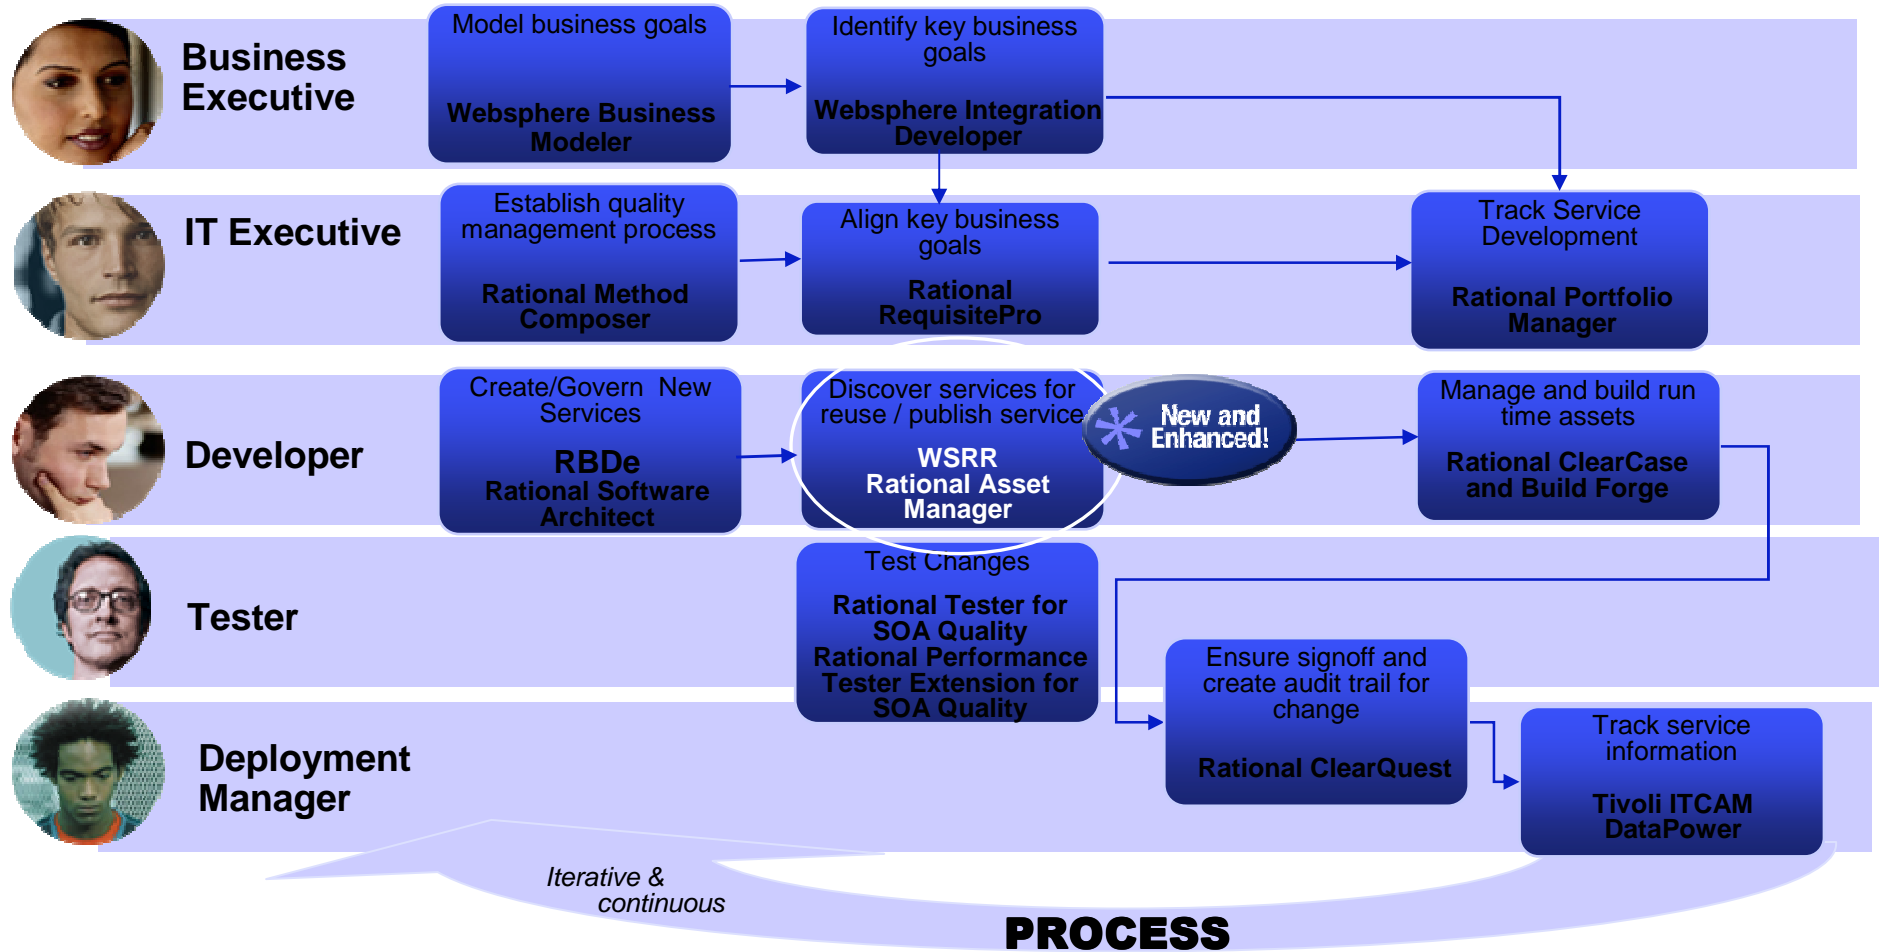 Business
Executive
Model business goals
Websphere Business
Modeler
Identify key business
goals
Websphere Integration
Developer
IT Executive
Establish quality
management process
Rational Method
Composer
Align key business
goals
Rational
RequisitePro
Track Service
Development
Rational Portfolio
Manager
Developer
Create/Govern New
Services
RBDe
Rational Software
Architect
Discover services for
reuse / publish service
WSRR
Rational Asset
Manager
New and
Enhanced!
Manage and build run
time assets
Rational ClearCase
and Build Forge
Tester
Test Changes
Rational Tester for
SOA Quality
Rational Performance
Tester Extension for
SOA Quality
Deployment
Manager
Ensure signoff and
create audit trail for
change
Rational ClearQuest
Track service
information
Tivoli ITCAM
DataPower
Iterative &
continuous
PROCESS